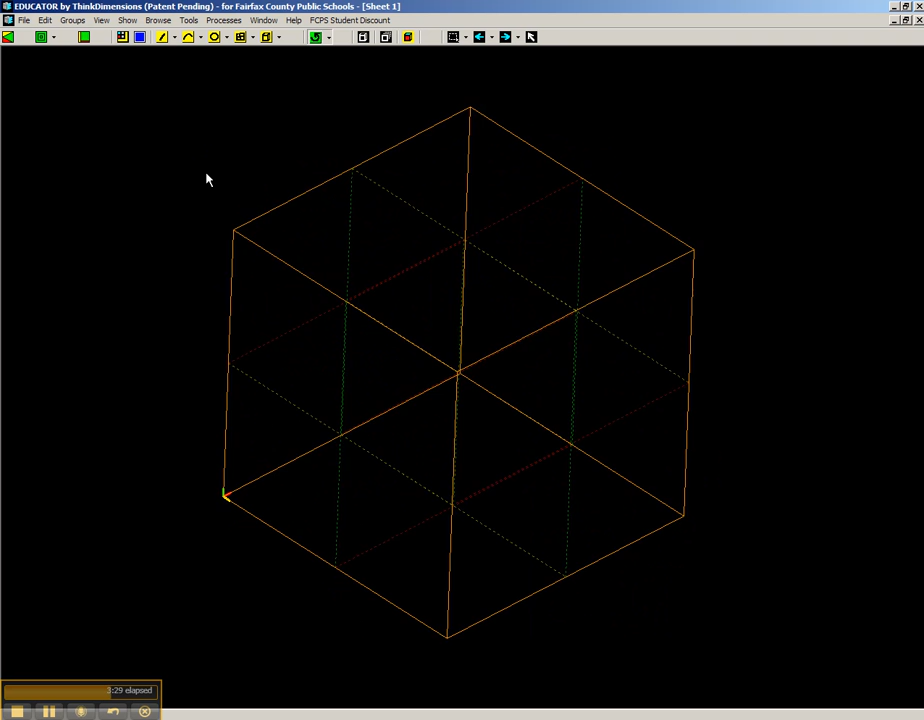 EDUCATOR by ThinkDimensions (Patent Pending) - for Fairfax County Public Schools - [Sheet 1]
File Edit Groups View Show Browse Tools Processes Window Help FCPS Student Discount
3:29 elapsed